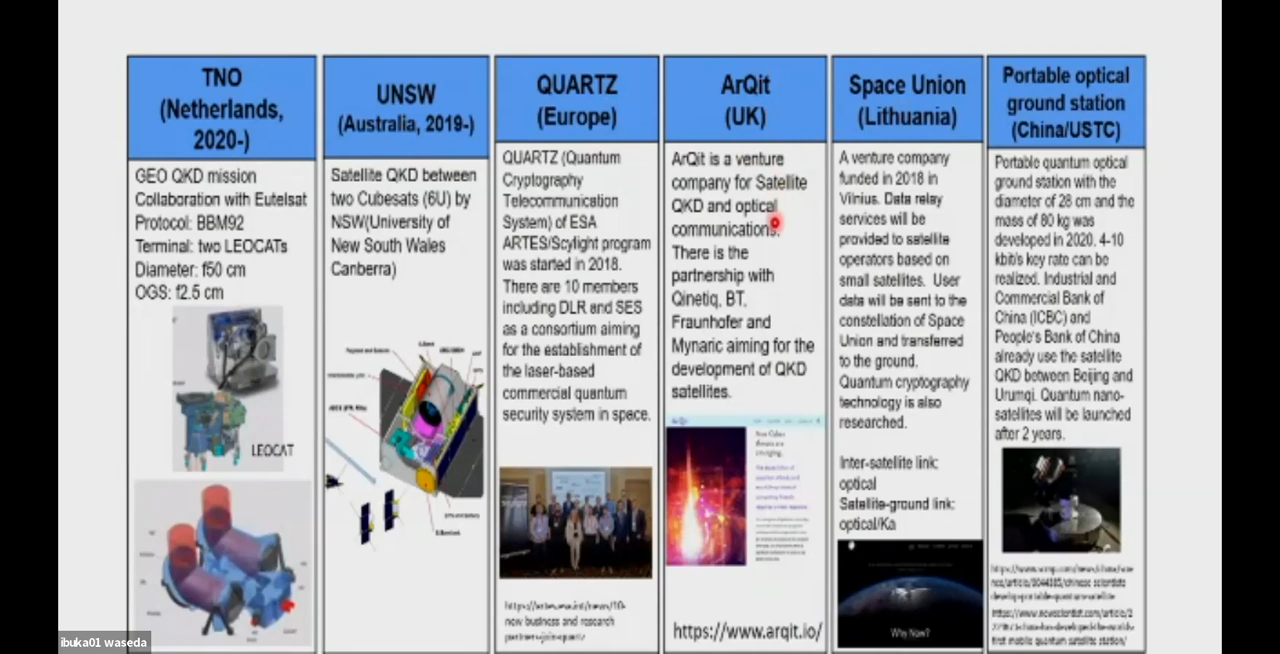 TNO
(Netherlands,
2020-)
GEO QKD mission
Collaboration with Eutelsat
Protocol: BBM92
Terminal: two LEOCATs
Diameter: f50 cm
OGS: f2.5 cm
LEOCAT
UNSW
(Australia, 2019-)
Satellite QKD between
two Cubesats (6U) by
NSW(University of
New South Wales
Canberra)
QUARTZ
(Europe)
QUARTZ (Quantum
Cryptography
Telecommunication
System) of ESA
ARTES/Scylight program
was started in 2018.
There are 10 members
including DLR and SES
as a consortium aiming
for the establishment of
the laser-based
commercial quantum
security system in space.
new business and research
ArQit
(UK)
ArQit is a venture
company for Satellite
QKD and optical
communications.
There is the
partnership with
Qinetiq, BT,
Fraunhofer and
Mynaric aiming for the
development of QKD
satellites.
https://www.arqit.io/
Space Union
(Lithuania)
A venture company
funded in 2018 in
Vilnius. Data relay
services will be
provided to satellite
operators based on
small satellites. User
data will be sent to the
constellation of Space
Union and transferred
to the ground.
Quantum cryptography
technology is also
researched.
Inter-satellite link:
optical
Satellite-ground link:
optical/Ka
Why Now?
Portable optical
ground station
(China/USTC)
Portable quantum optical
ground station with the
diameter of 28 cm and the
mass of 80 kg was
developed in 2020. 4-10
kbit/s key rate can be
realized. Industrial and
Commercial Bank of
China (ICBC) and
People's Bank of China
already use the satellite
QKD between Beijing and
Urumqi. Quantum nano-
satellites will be launched
after 2 years.
ibuka01 waseda